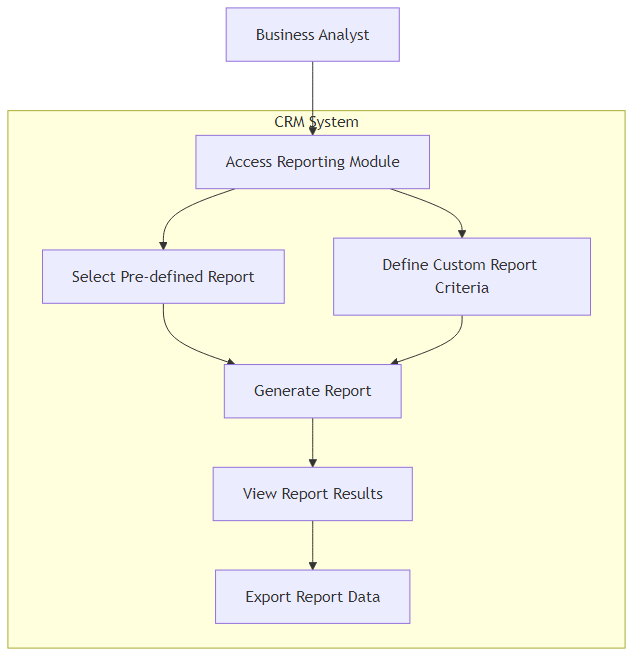 Business Analyst
CRM System
Access Reporting Module
Select Pre-defined Report
Define Custom Report
Criteria
Generate Report
View Report Results
Export Report Data